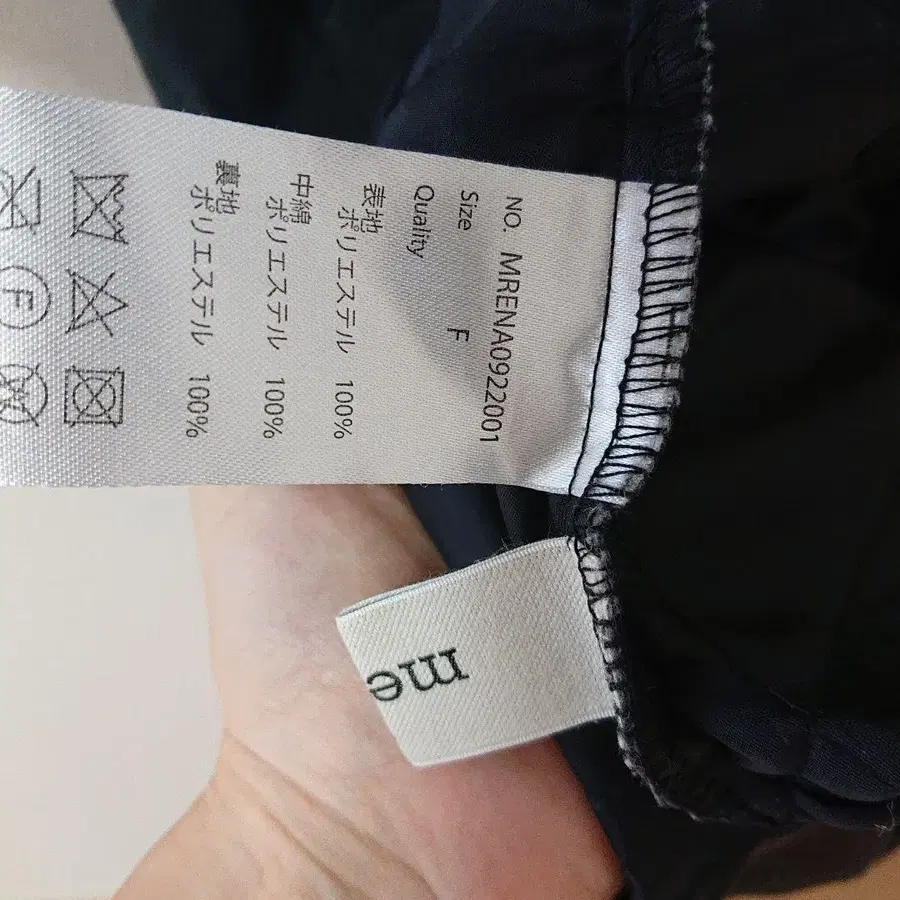 NO. MRENA0922001
Size F
Quality
表地
ポリエステル 100%
中綿
ポリエステル 100%
裏地
ポリエステル 100%
F
me